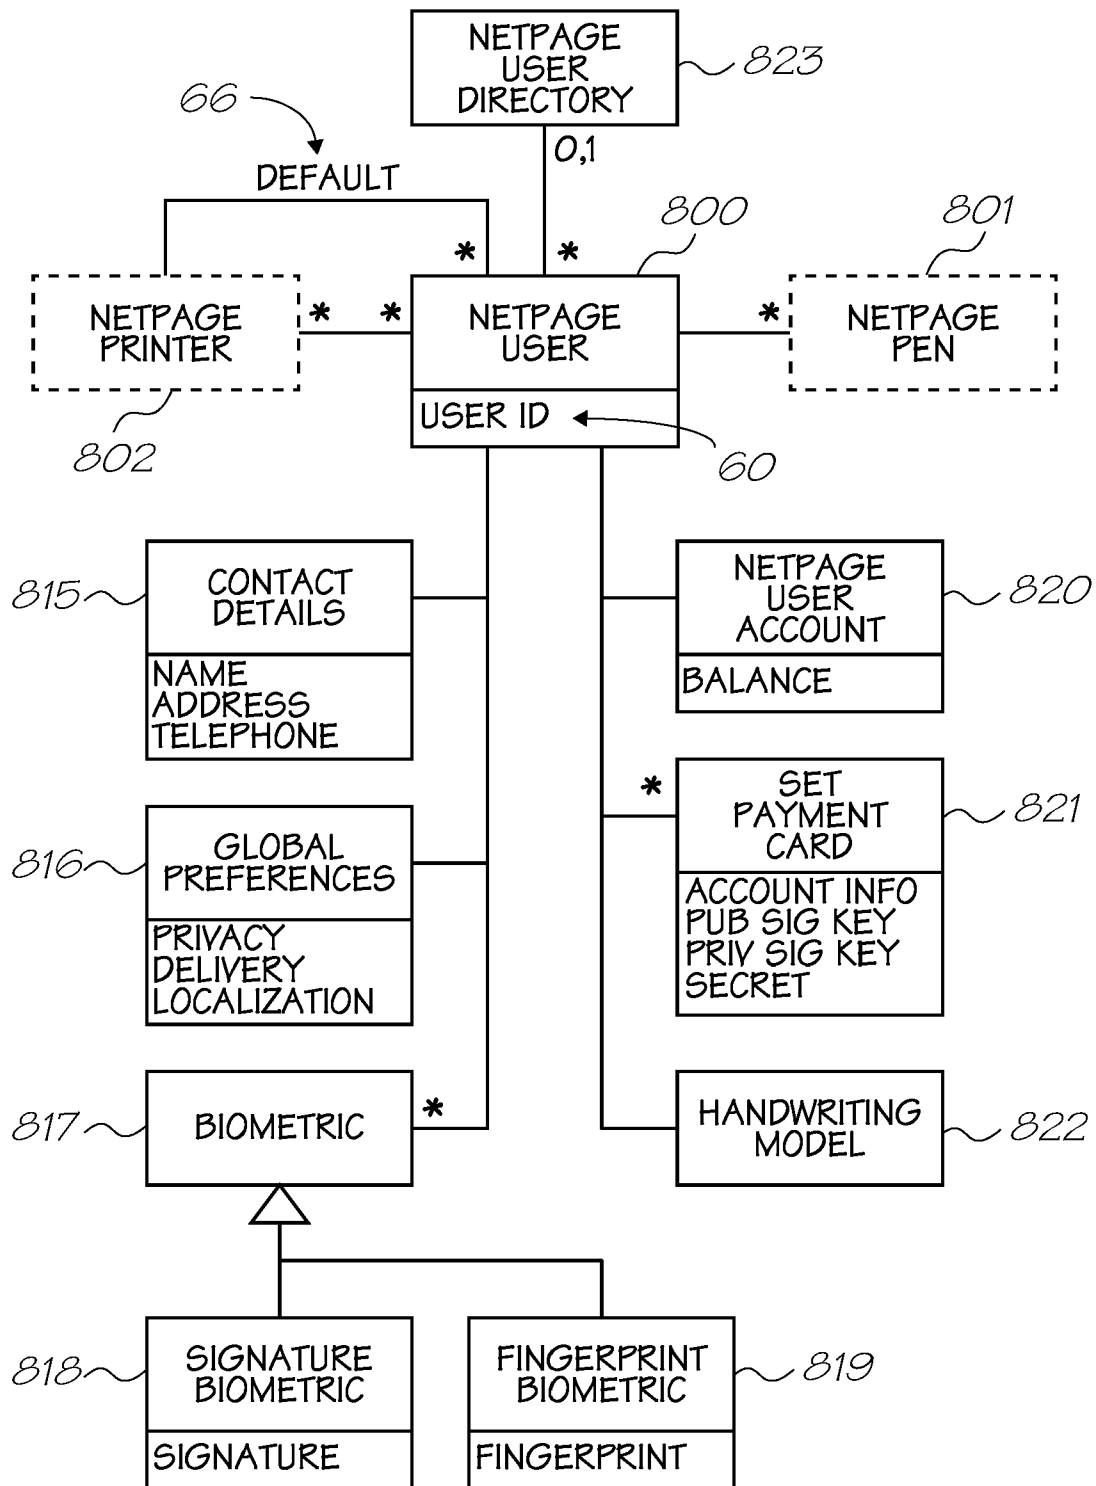 NETPAGE
USER
DIRECTORY
823
66
0,1
DEFAULT
800
801
*
*
NETPAGE
PRINTER
*
*
NETPAGE
USER
*
NETPAGE
PEN
USER ID
802
60
815
CONTACT
DETAILS
NAME
ADDRESS
TELEPHONE
NETPAGE
USER
ACCOUNT
820
BALANCE
816
GLOBAL
PREFERENCES
PRIVACY
DELIVERY
LOCALIZATION
*
SET
PAYMENT
CARD
821
ACCOUNT INFO
PUB SIG KEY
PRIV SIG KEY
SECRET
817
BIOMETRIC
*
HANDWRITING
MODEL
822
818
SIGNATURE
BIOMETRIC
SIGNATURE
FINGERPRINT
BIOMETRIC
819
FINGERPRINT